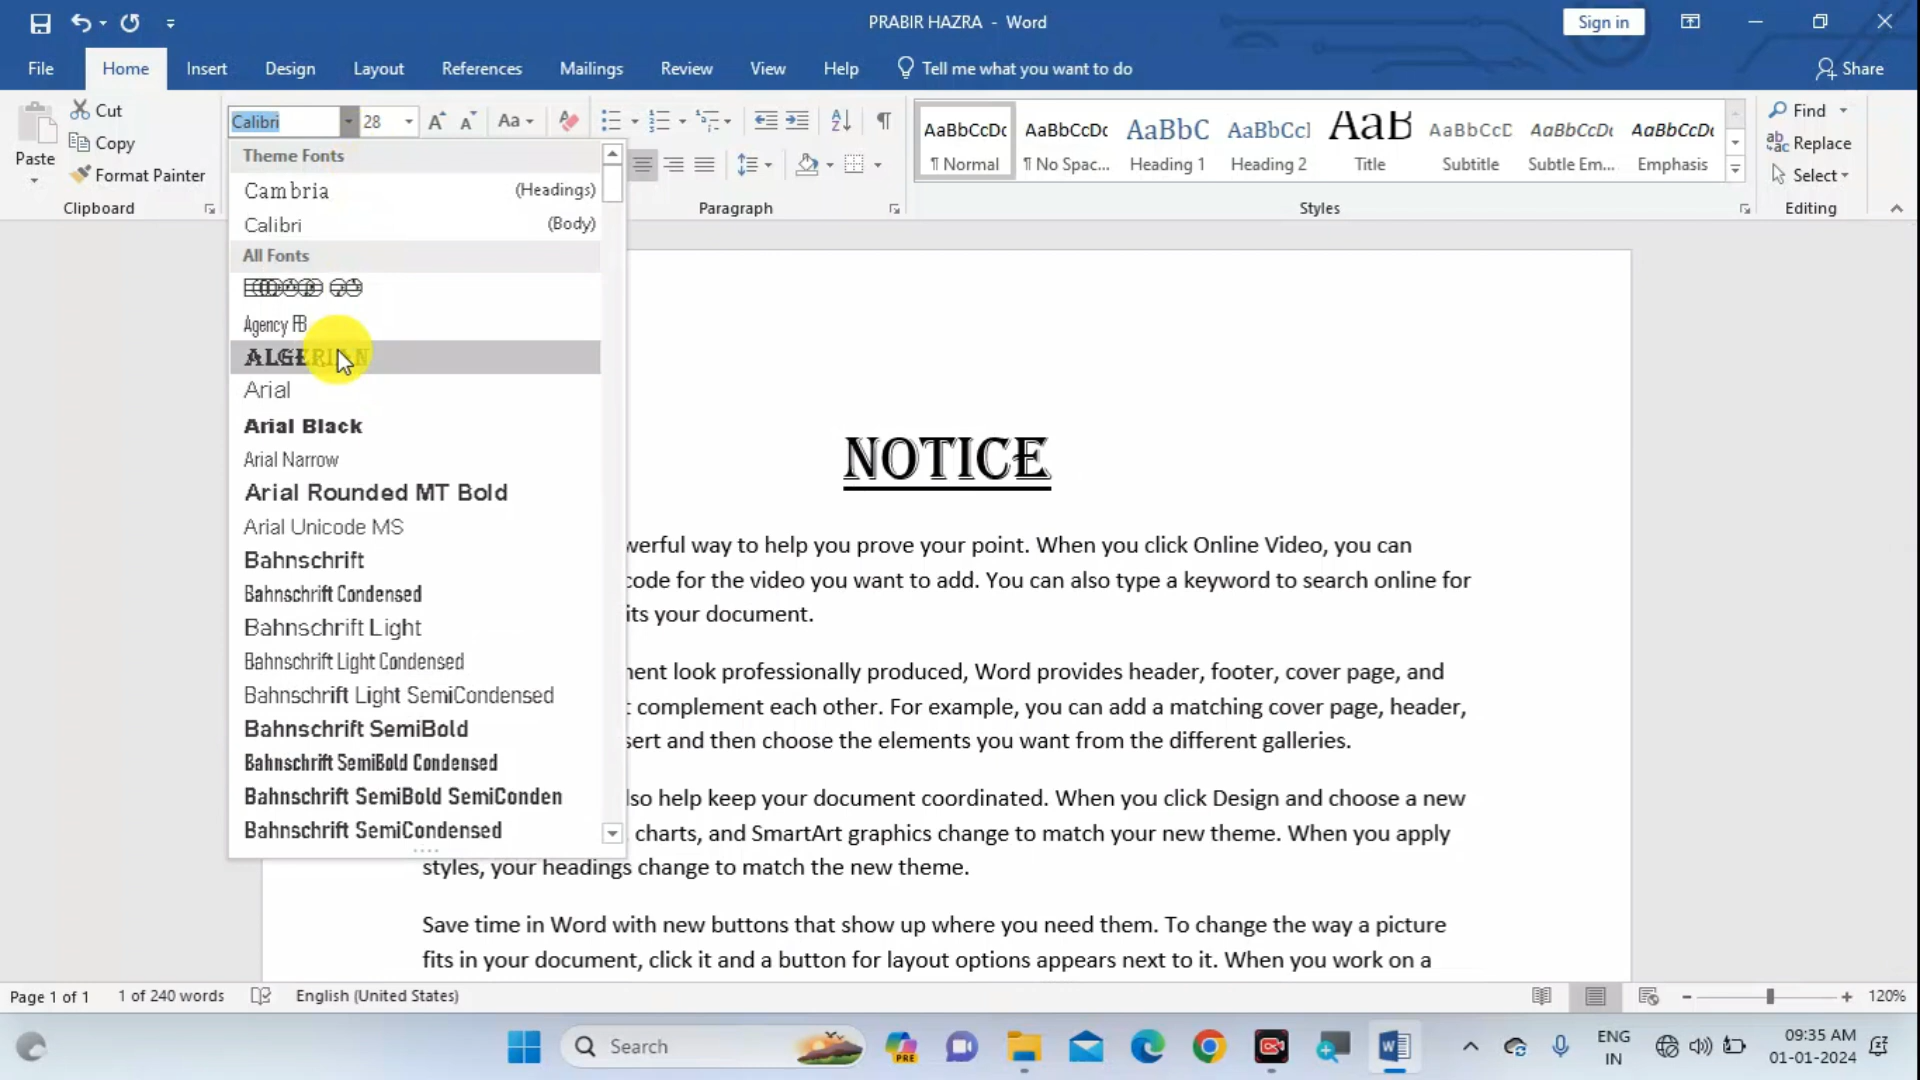 PRABIR HAZRA - Word
Sign in
File
Home
Insert
Design
Layout
References
Mailings
Review
View
Help
Tell me what you want to do
Share
Paste
Cut
Copy
Format Painter
Clipboard
Calibri
28
Aa
Paragraph
AaBbCcDc
¶ Normal
AaBbCcDc
¶ No Spac...
AaBbC
Heading 1
AaBbCcl
Heading 2
AaB
Title
AaBbCcD
Subtitle
AaBbCcDc
Subtle Em...
AaBbCcDc
Emphasis
Styles
Find
Replace
Select
Editing
Theme Fonts
Cambria (Headings)
Calibri (Body)
All Fonts
Agency FB
ALGERIAN
Arial
Arial Black
Arial Narrow
Arial Rounded MT Bold
Arial Unicode MS
Bahnschrift
Bahnschrift Condensed
Bahnschrift Light
Bahnschrift Light Condensed
Bahnschrift Light SemiCondensed
Bahnschrift SemiBold
Bahnschrift SemiBold Condensed
Bahnschrift SemiBold SemiConden
Bahnschrift SemiCondensed
NOTICE
werful way to help you prove your point. When you click Online Video, you can
code for the video you want to add. You can also type a keyword to search online for
its your document.
nent look professionally produced, Word provides header, footer, cover page, and
t complement each other. For example, you can add a matching cover page, header,
sert and then choose the elements you want from the different galleries.
lso help keep your document coordinated. When you click Design and choose a new
charts, and SmartArt graphics change to match your new theme. When you apply
styles, your headings change to match the new theme.
Save time in Word with new buttons that show up where you need them. To change the way a picture
fits in your document, click it and a button for layout options appears next to it. When you work on a
Page 1 of 1
1 of 240 words
English (United States)
120%
Search
PRE
ENG
IN
09:35 AM
01-01-2024